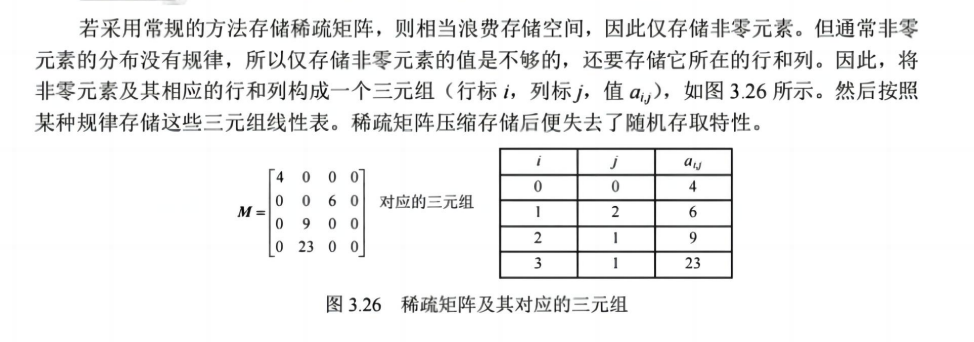 若采用常规的方法存储稀疏矩阵，则相当浪费存储空间，因此仅存储非零元素。但通常非零
元素的分布没有规律，所以仅存储非零元素的值是不够的，还要存储它所在的行和列。因此，将
非零元素及其相应的行和列构成一个三元组（行标 i，列标 j，值 aᵢ,ⱼ），如图 3.26 所示。然后按照
某种规律存储这些三元组线性表。稀疏矩阵压缩存储后便失去了随机存取特性。
i j aᵢ,ⱼ
4 0 0 0
0 0 4
M = 0 0 6 0 对应的三元组
1 2 6
0 9 0 0
2 1 9
0 23 0 0
3 1 23
图 3.26 稀疏矩阵及其对应的三元组